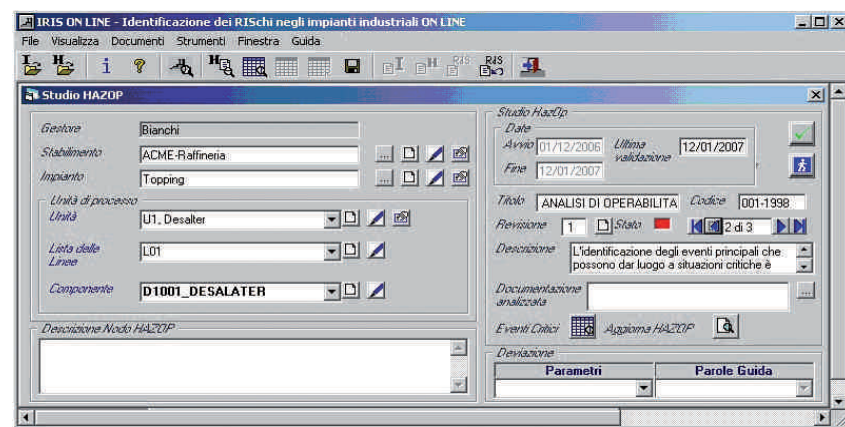 IRIS ON LINE - Identificazione dei RISchi negli impianti industriali ON LINE
File Visualizza Documenti Strumenti Finestra Guida
Studio HAZOP
Gestore Bianchi
Stabilimento ACME-Raffineria ...
Impianto Topping ...
Unità di processo
Unità U1, Desalter
Lista delle Linee L01
Componente D1001_DESALATER
Descrizione Nodo HAZOP
Studio HazOp
Date
Avvio 01/12/2006 Ultima validazione 12/01/2007
Fine 12/01/2007
Titolo ANALISI DI OPERABILITA Codice 001-1998
Revisione 1 Stato 2 di 3
Descrizione L'identificazione degli eventi principali che
possono dar luogo a situazioni critiche è
Documentazione analizzata ...
Eventi Critici Aggiorna HAZOP
Deviazione
Parametri Parole Guida